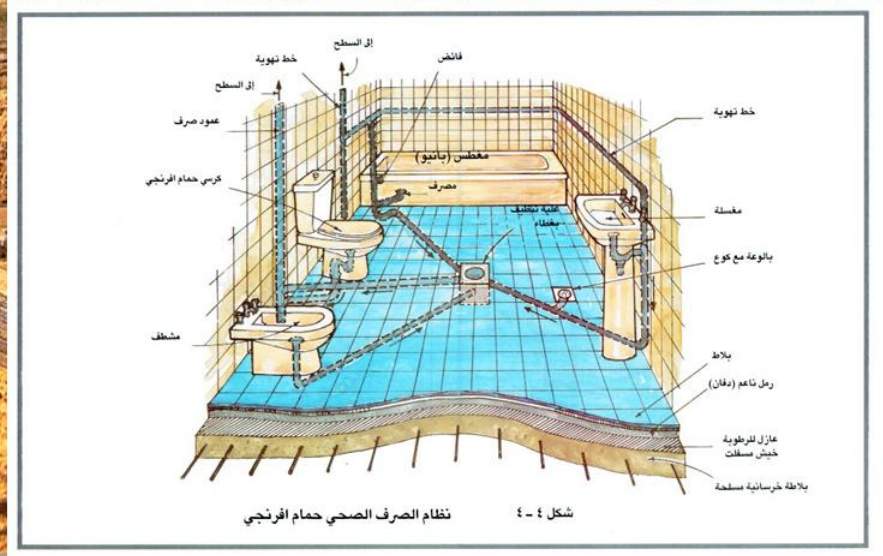 إلى السطح
خط تهوية
فائض
إلى السطح
خط تهوية
عمود صرف
مغطس (بانيو)
كرسي حمام افرنجي
مصرف
علبة تنظيف
بغطاء
مغسلة
بالوعة مع كوع
مشطف
بلاط
رمل ناعم (دفان)
عازل للرطوبة
خيش مسفلت
بلاطة خرسانية مسلحة
شكل ٤ - ٤
نظام الصرف الصحي حمام افرنجي